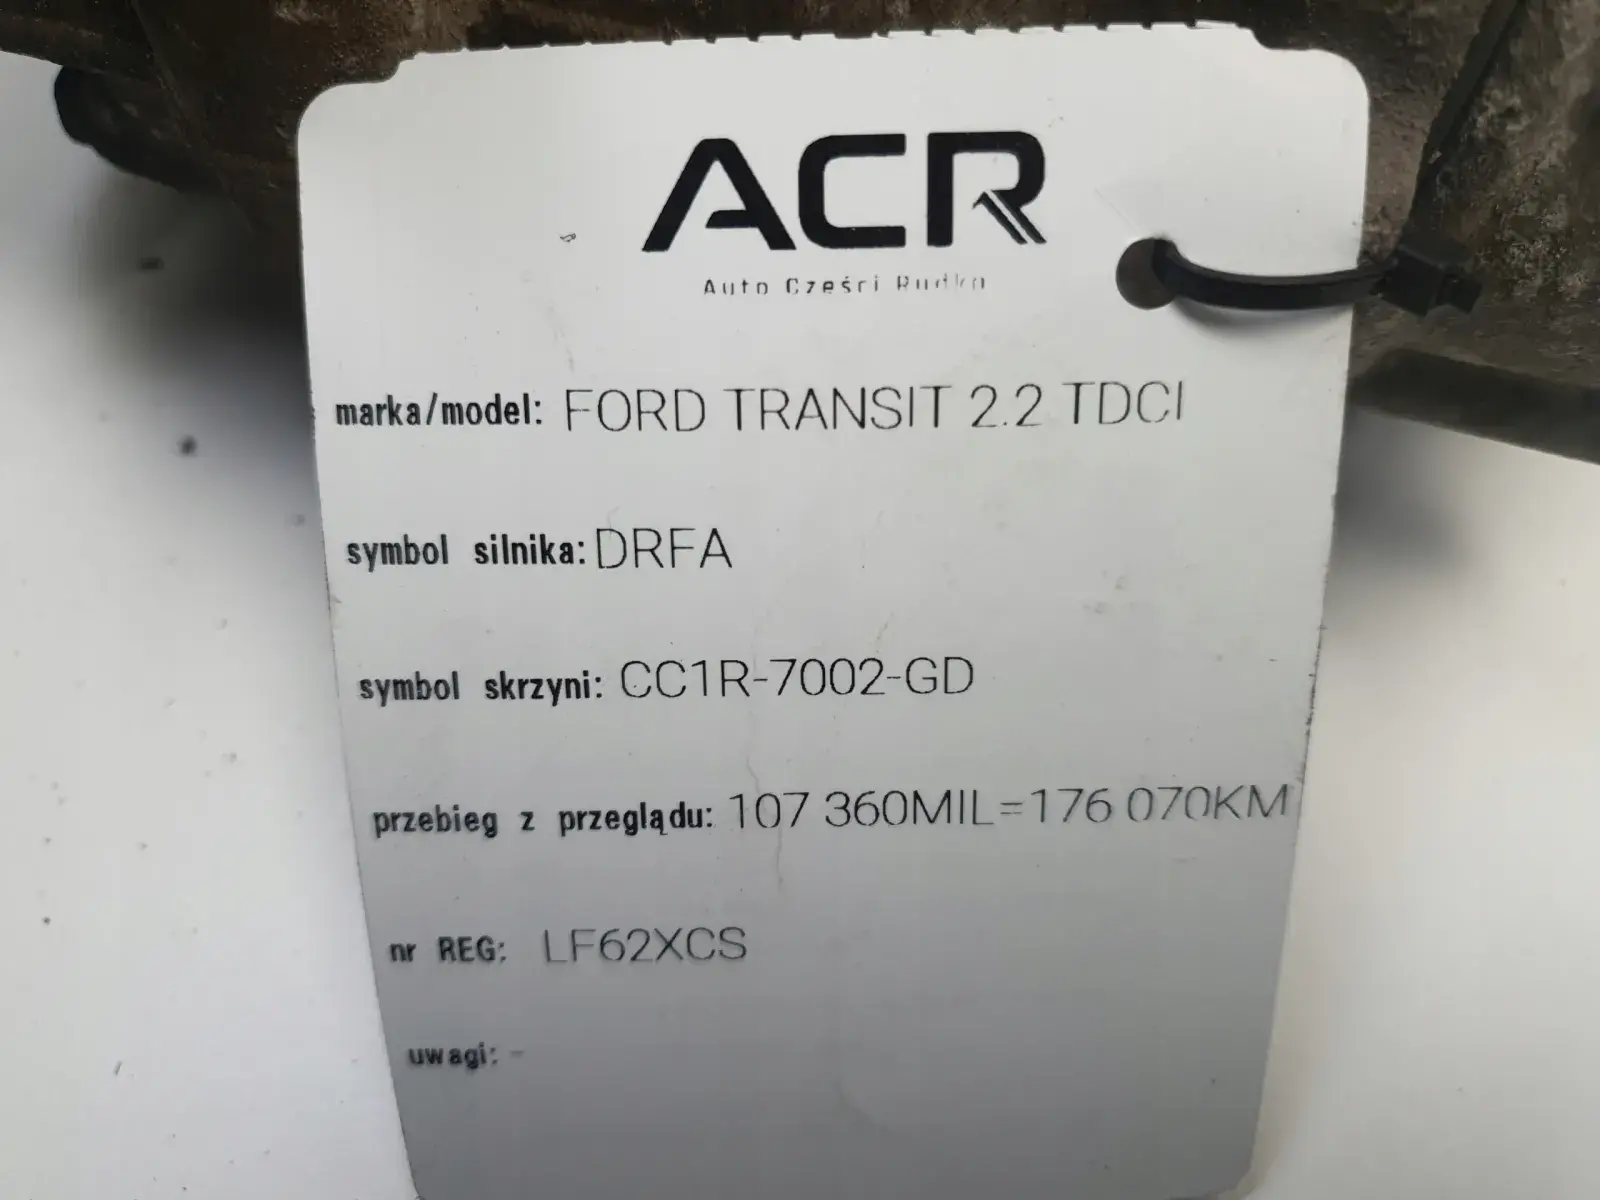 ACR
Auto Części Rudka
marka/model: FORD TRANSIT 2.2 TDCI
symbol silnika: DRFA
symbol skrzyni: CC1R-7002-GD
przebieg z przeglądu: 107 360MIL=176 070KM
nr REG: LF62XCS
uwagi: -